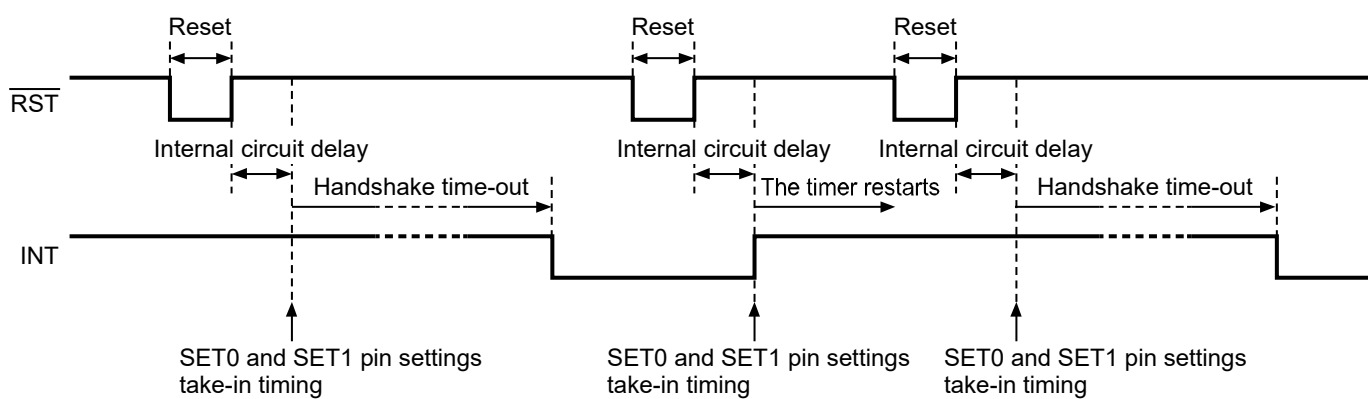 Reset
Reset
Reset
RST
Internal circuit delay
Internal circuit delay
Internal circuit delay
Handshake time-out
The timer restarts
Handshake time-out
INT
SET0 and SET1 pin settings
take-in timing
SET0 and SET1 pin settings
take-in timing
SET0 and SET1 pin settings
take-in timing